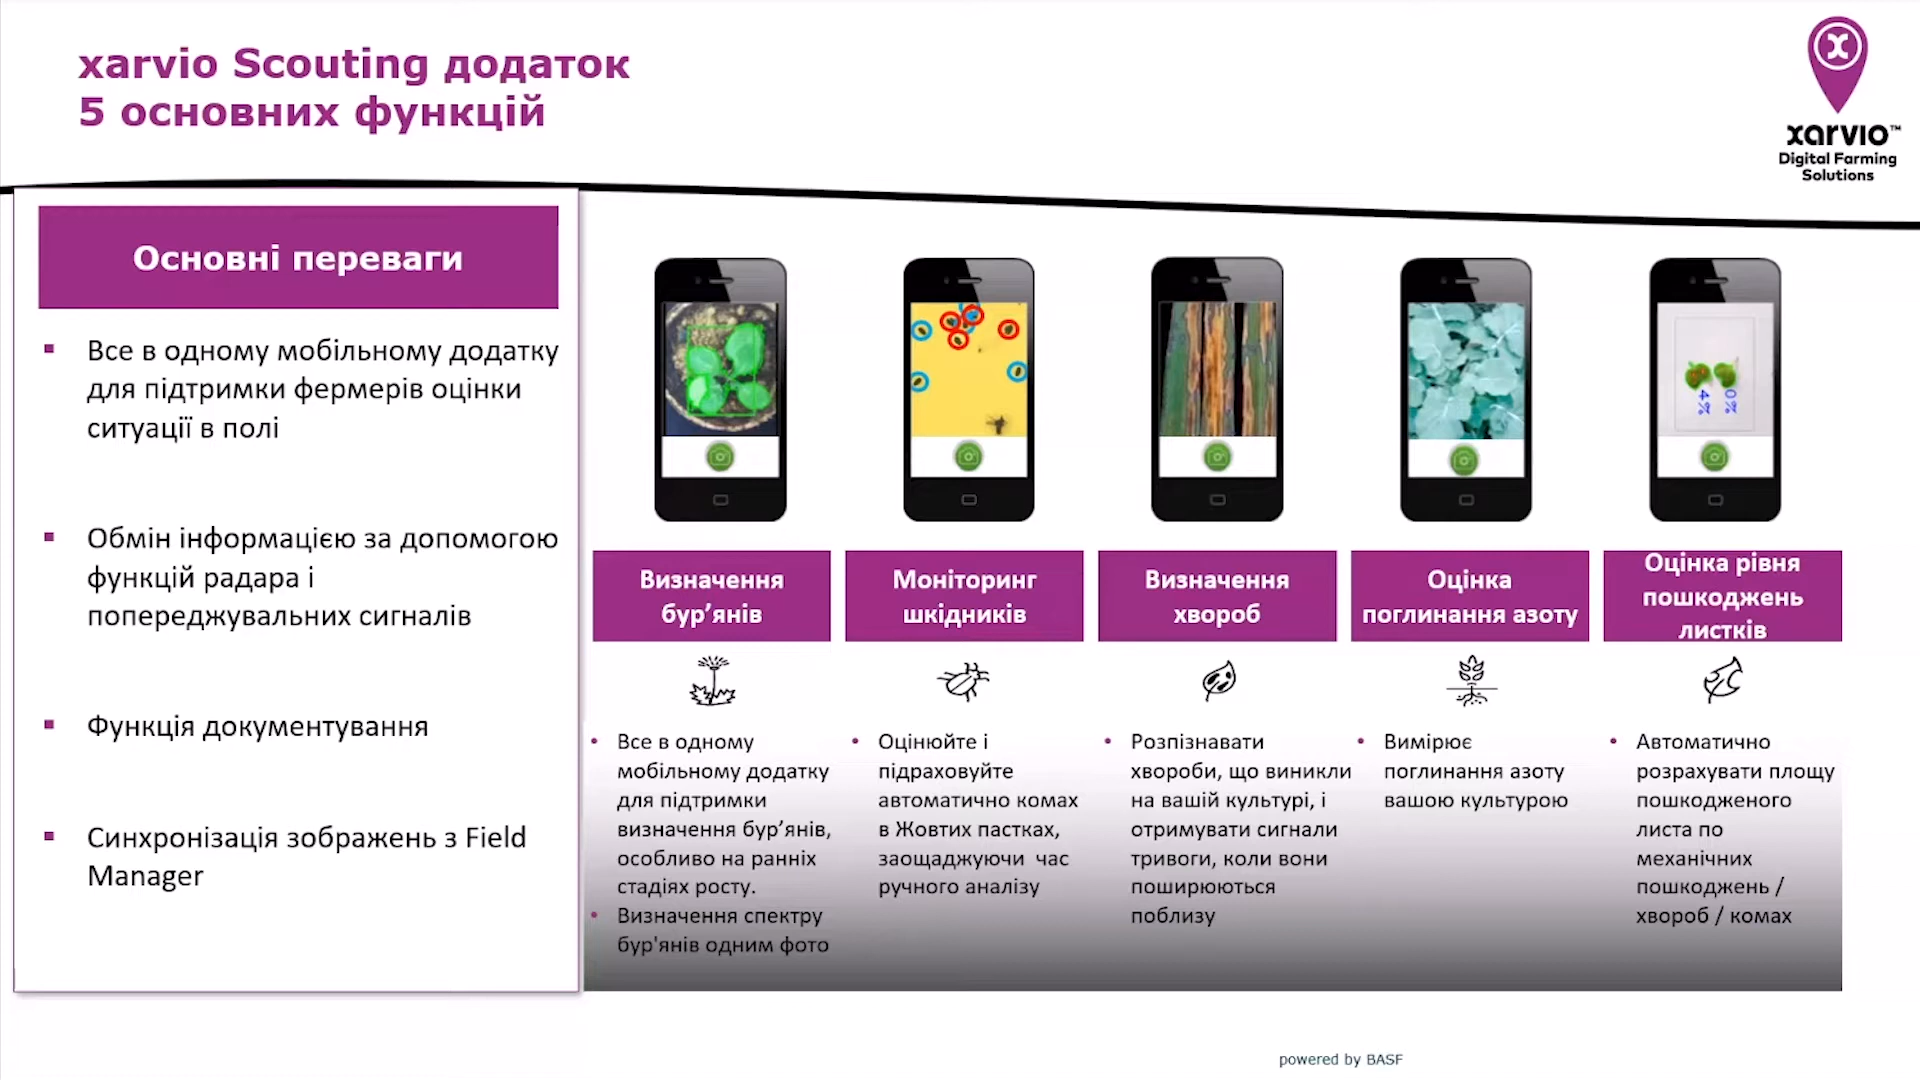 xarvio Scouting додаток
5 основних функцій
xarvio™
Digital Farming
Solutions
Основні переваги
Все в одному мобільному додатку
для підтримки фермерів оцінки
ситуації в полі
Обмін інформацією за допомогою
функцій радара і
попереджувальних сигналів
Функція документування
Синхронізація зображень з Field
Manager
4 %
0 %
Визначення
бур’янів
Моніторинг
шкідників
Визначення
хвороб
Оцінка
поглинання азоту
Оцінка рівня
пошкоджень
листків
Все в одному
мобільному додатку
для підтримки
визначення бур’янів,
особливо на ранніх
стадіях росту.
Визначення спектру
бур'янів одним фото
Оцінюйте і
підраховуйте
автоматично комах
в Жовтих пастках,
заощаджуючи час
ручного аналізу
Розпізнавати
хвороби, що виникли
на вашій культурі, і
отримувати сигнали
тривоги, коли вони
поширюються
поблизу
Вимірює
поглинання азоту
вашою культурою
Автоматично
розрахувати площу
пошкодженого
листа по
механічних
пошкоджень /
хвороб / комах
powered by BASF